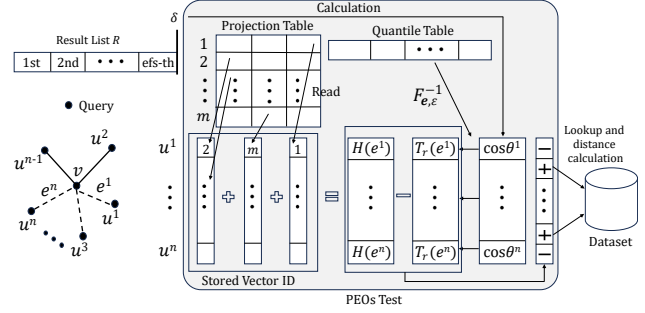 Calculation
δ
Projection Table
Quantile Table
Result List R
1st 2nd • • • efs-th
1
2
m
Read
F⁻¹ₑ,ε
Query
u¹
u²
uⁿ⁻¹
v
eⁿ e¹
uⁿ u¹
u³
uⁿ
2 + m + 1 = H(e¹) − Tᵣ(e¹) cosθ¹ −
+
+
H(eⁿ) Tᵣ(eⁿ) cosθⁿ −
Lookup and
distance
calculation
Dataset
Stored Vector ID
PEOs Test